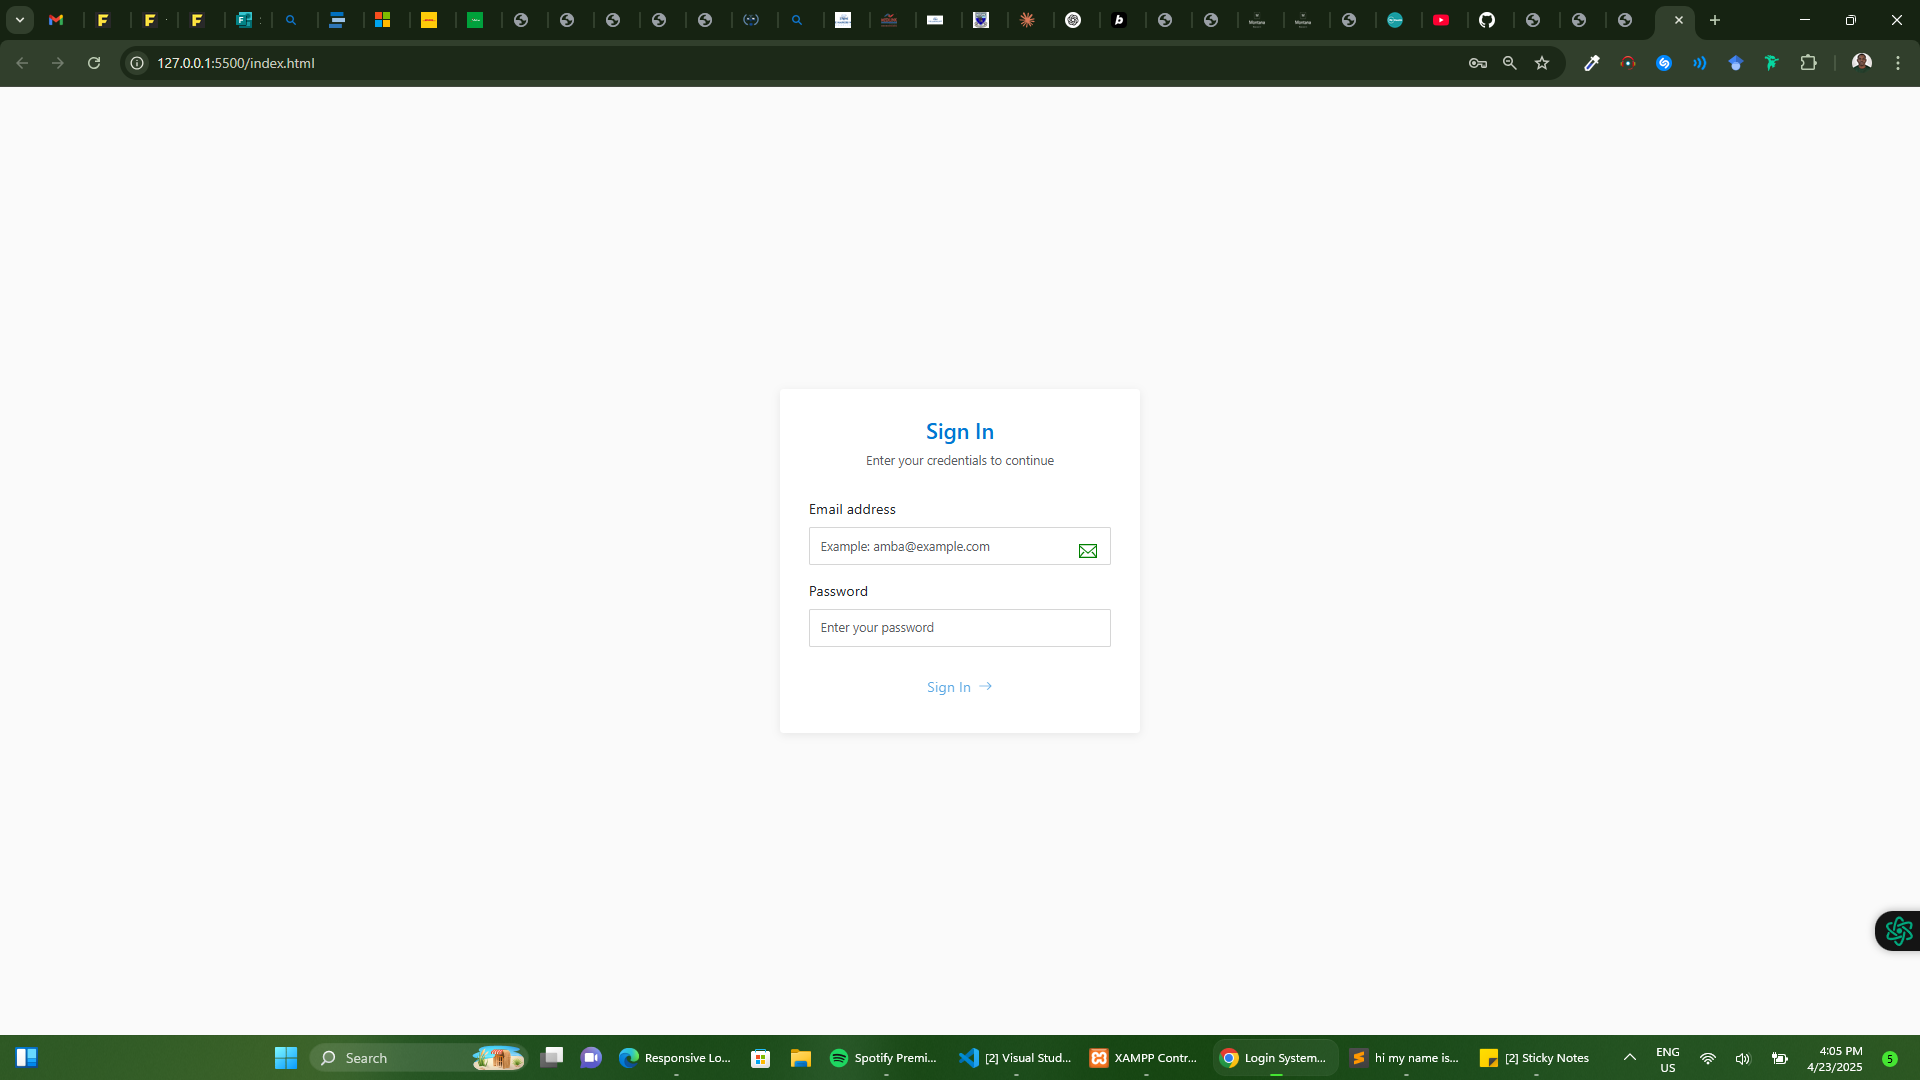 127.0.0.1:5500/index.html
Sign In
Enter your credentials to continue
Email address
Example: amba@example.com
Password
Enter your password
Sign In
Search
Responsive Lo...
Spotify Premi...
[2] Visual Stud...
XAMPP Contr...
Login System...
hi my name is...
[2] Sticky Notes
ENG
US
4:05 PM
4/23/2025
5